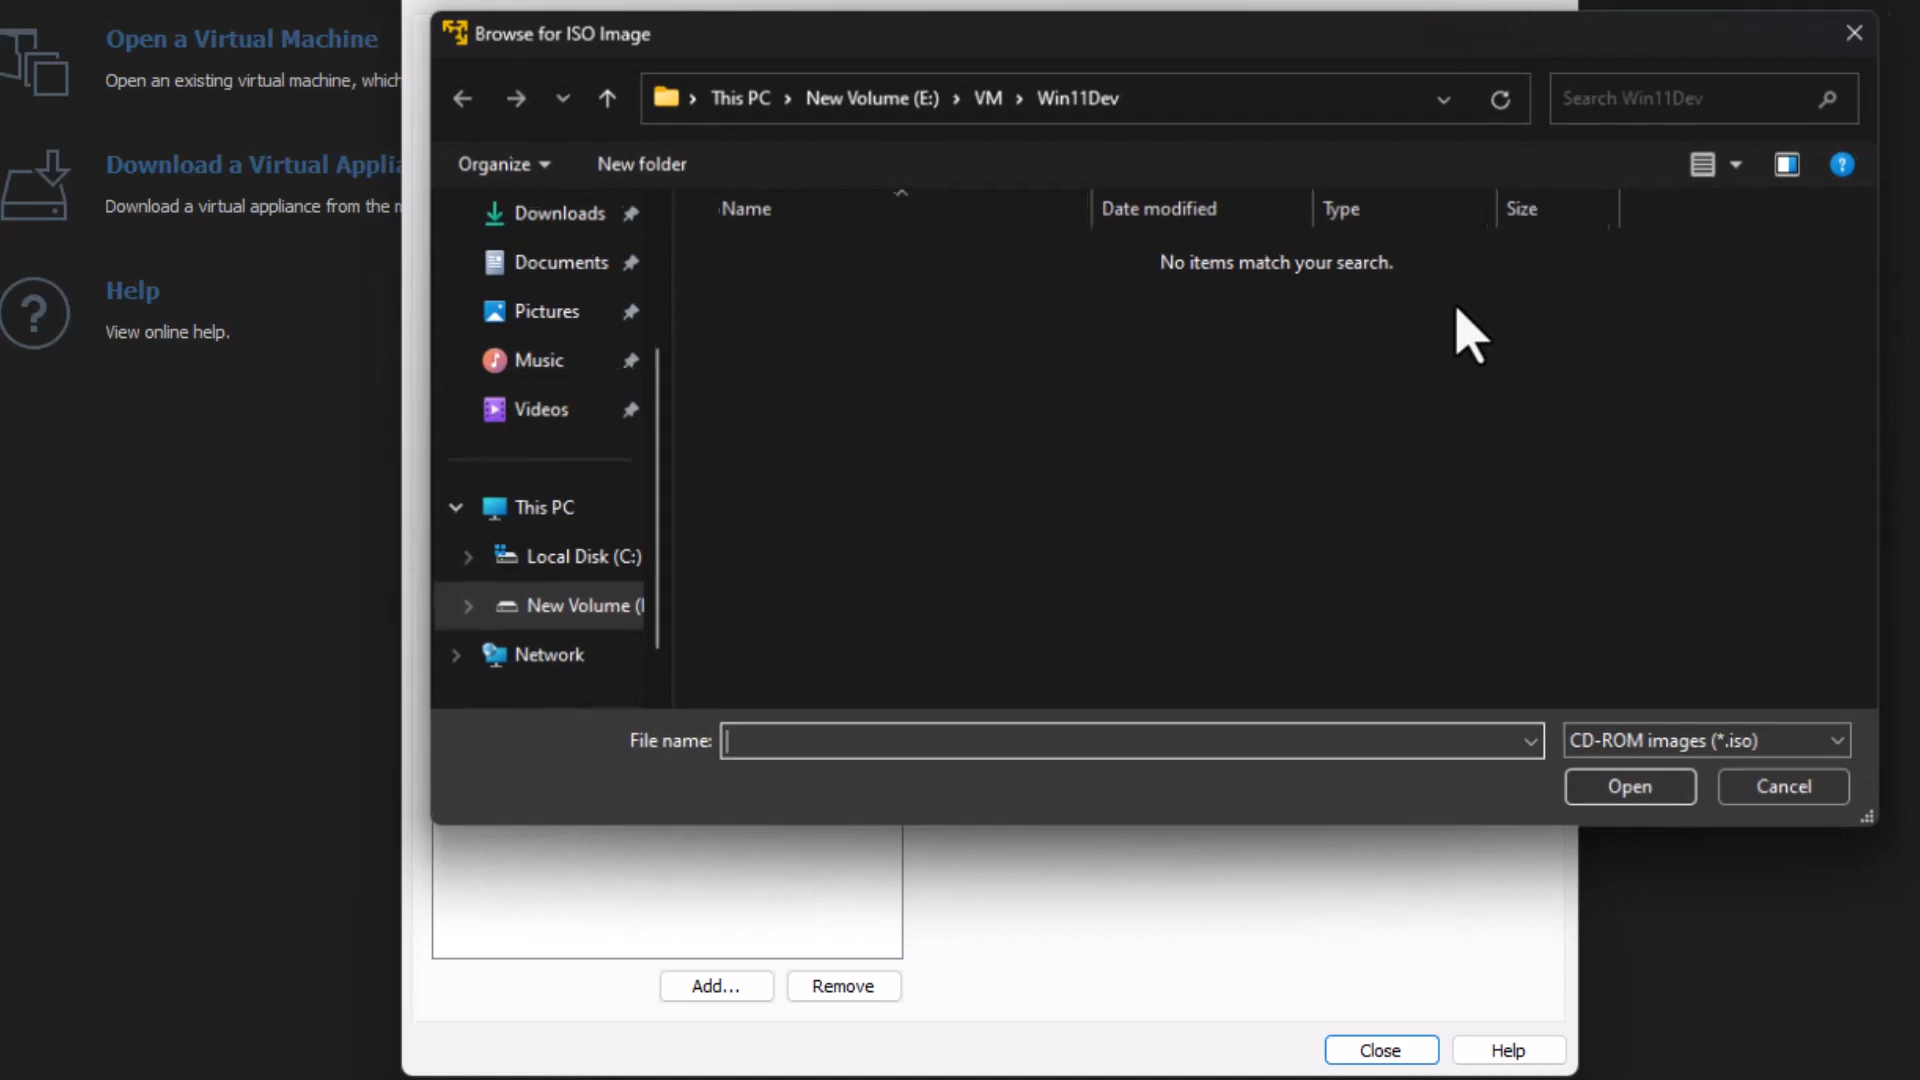 Open a Virtual Machine
Open an existing virtual machine, which
Download a Virtual Applia
Download a virtual appliance from the m
Help
View online help.
Browse for ISO Image
This PC > New Volume (E:) > VM > Win11Dev
Search Win11Dev
Organize
New folder
Name
Date modified
Type
Size
No items match your search.
Downloads
Documents
Pictures
Music
Videos
This PC
Local Disk (C:)
New Volume (
Network
File name:
CD-ROM images (*.iso)
Open
Cancel
Add...
Remove
Close
Help